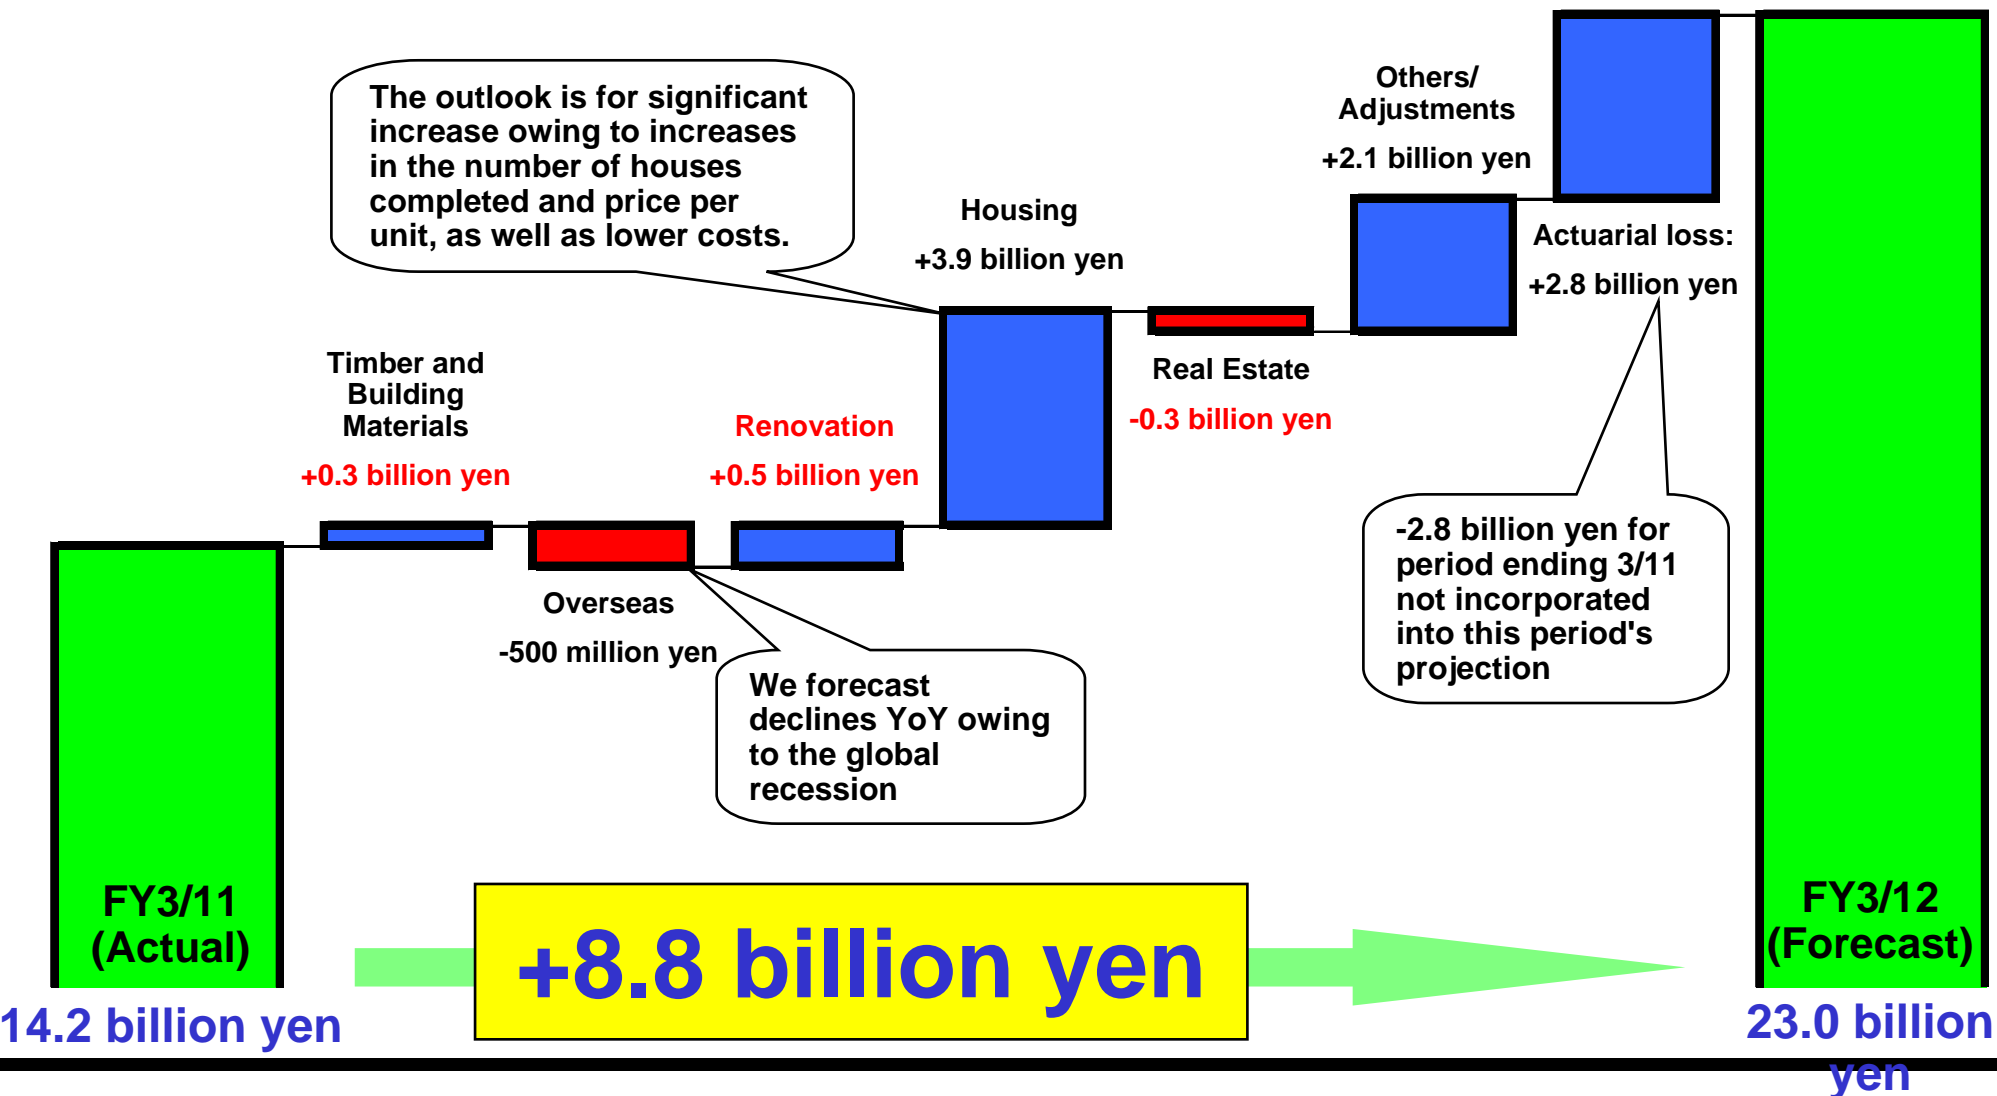 The outlook is for significant
increase owing to increases
in the number of houses
completed and price per
unit, as well as lower costs.
Others/
Adjustments
+2.1 billion yen
Housing
+3.9 billion yen
Actuarial loss:
+2.8 billion yen
Timber and
Building
Materials
+0.3 billion yen
Renovation
+0.5 billion yen
Real Estate
-0.3 billion yen
Overseas
-500 million yen
We forecast
declines YoY owing
to the global
recession
-2.8 billion yen for
period ending 3/11
not incorporated
into this period's
projection
FY3/11
(Actual)
14.2 billion yen
+8.8 billion yen
FY3/12
(Forecast)
23.0 billion
yen